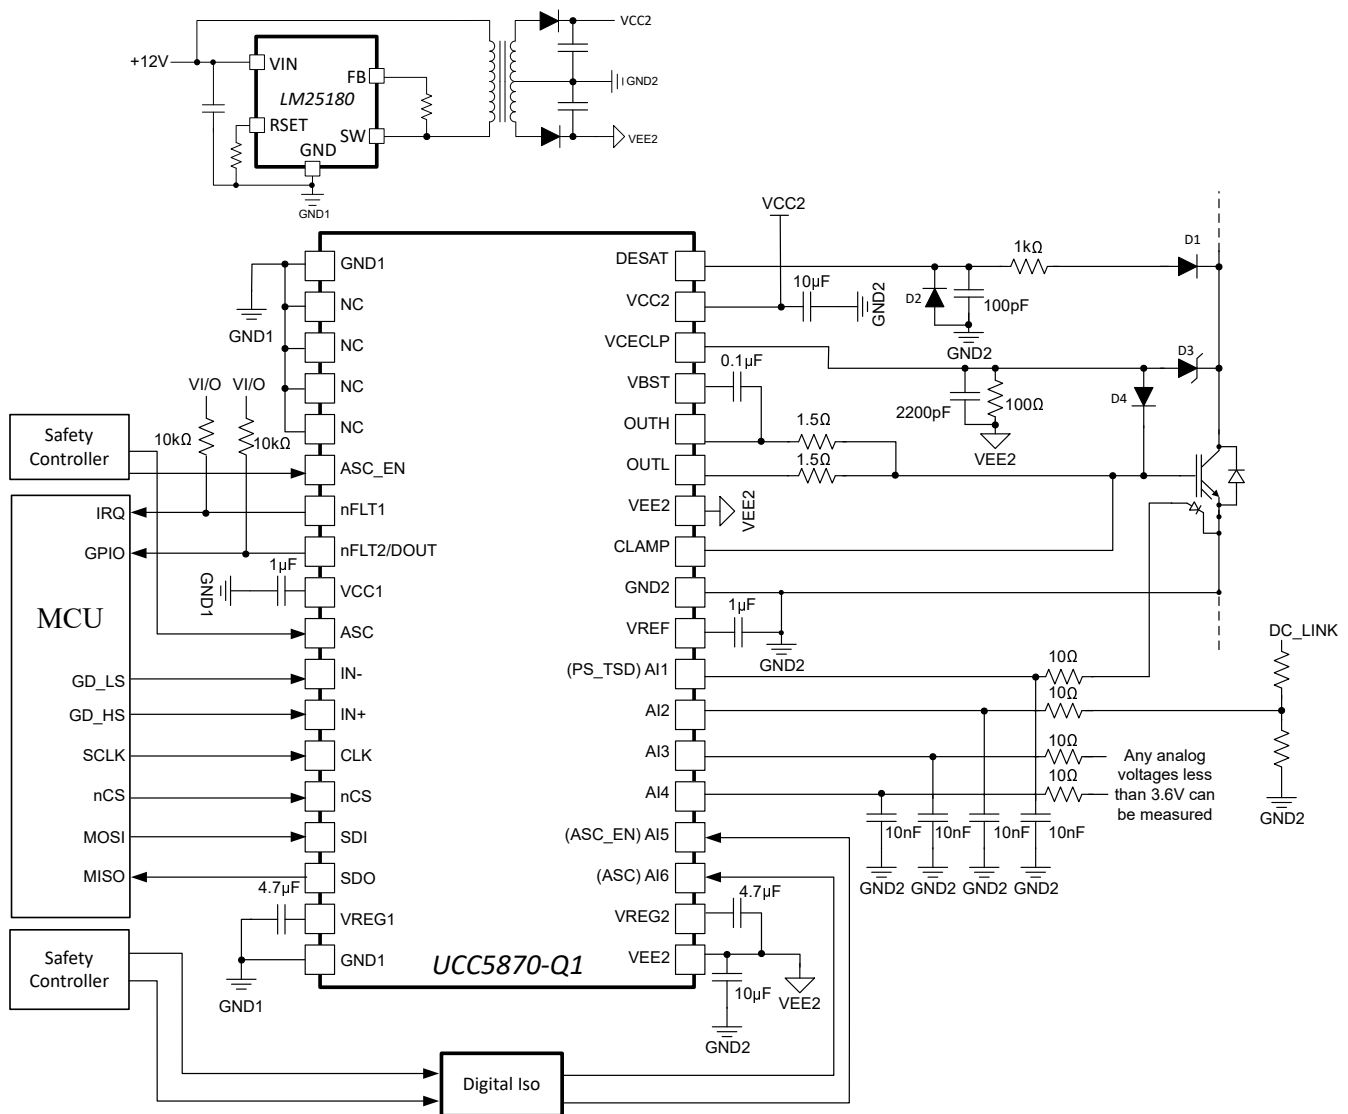 VCC2
+12V
VIN
FB
LM25180
GND2
RSET
SW
VEE2
GND
GND1
VCC2
GND1
DESAT
1kΩ
D1
10µF
GND2
NC
VCC2
D2
100pF
GND1
GND2
NC
VCECLP
D3
0.1µF
VI/O
VI/O
NC
VBST
D4
2200pF
100Ω
1.5Ω
Safety
Controller
10kΩ
10kΩ
NC
OUTH
VEE2
1.5Ω
ASC_EN
OUTL
IRQ
nFLT1
VEE2
VEE2
GPIO
nFLT2/DOUT
CLAMP
1µF
GND1
VCC1
GND2
MCU
1µF
ASC
VREF
DC_LINK
GND2
10Ω
GD_LS
IN-
(PS_TSD) AI1
10Ω
GD_HS
IN+
AI2
10Ω
SCLK
CLK
AI3
Any analog
voltages less
than 3.6V can
be measured
10Ω
nCS
nCS
AI4
GND2
10nF
10nF
10nF
10nF
MOSI
SDI
(ASC_EN) AI5
MISO
SDO
(ASC) AI6
GND2
GND2
GND2
GND2
4.7µF
4.7µF
VREG1
VREG2
Safety
Controller
GND1
UCC5870-Q1
VEE2
10µF
VEE2
GND1
GND2
Digital Iso